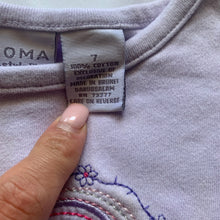 OMA
7
100% COTTON
EXCLUSIVE OF
DECORATION
MADE IN BRUNEI
DARUSSALAM
RN 73277
CARE ON REVERSE